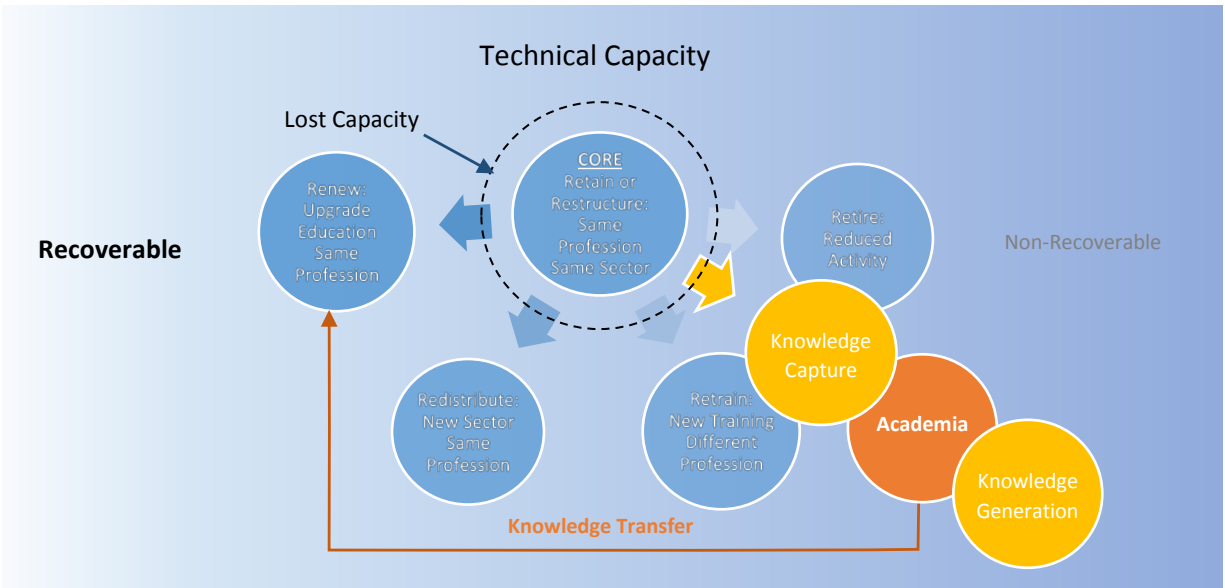 Technical Capacity
Lost Capacity
CORE
Retain or
Restructure:
Same
Profession
Same Sector
Renew:
Upgrade
Education
Same
Profession
Retire:
Reduced
Activity
Recoverable
Non-Recoverable
Knowledge
Capture
Redistribute:
New Sector
Same
Profession
Retrain:
New Training
Different
Profession
Academia
Knowledge
Generation
Knowledge Transfer